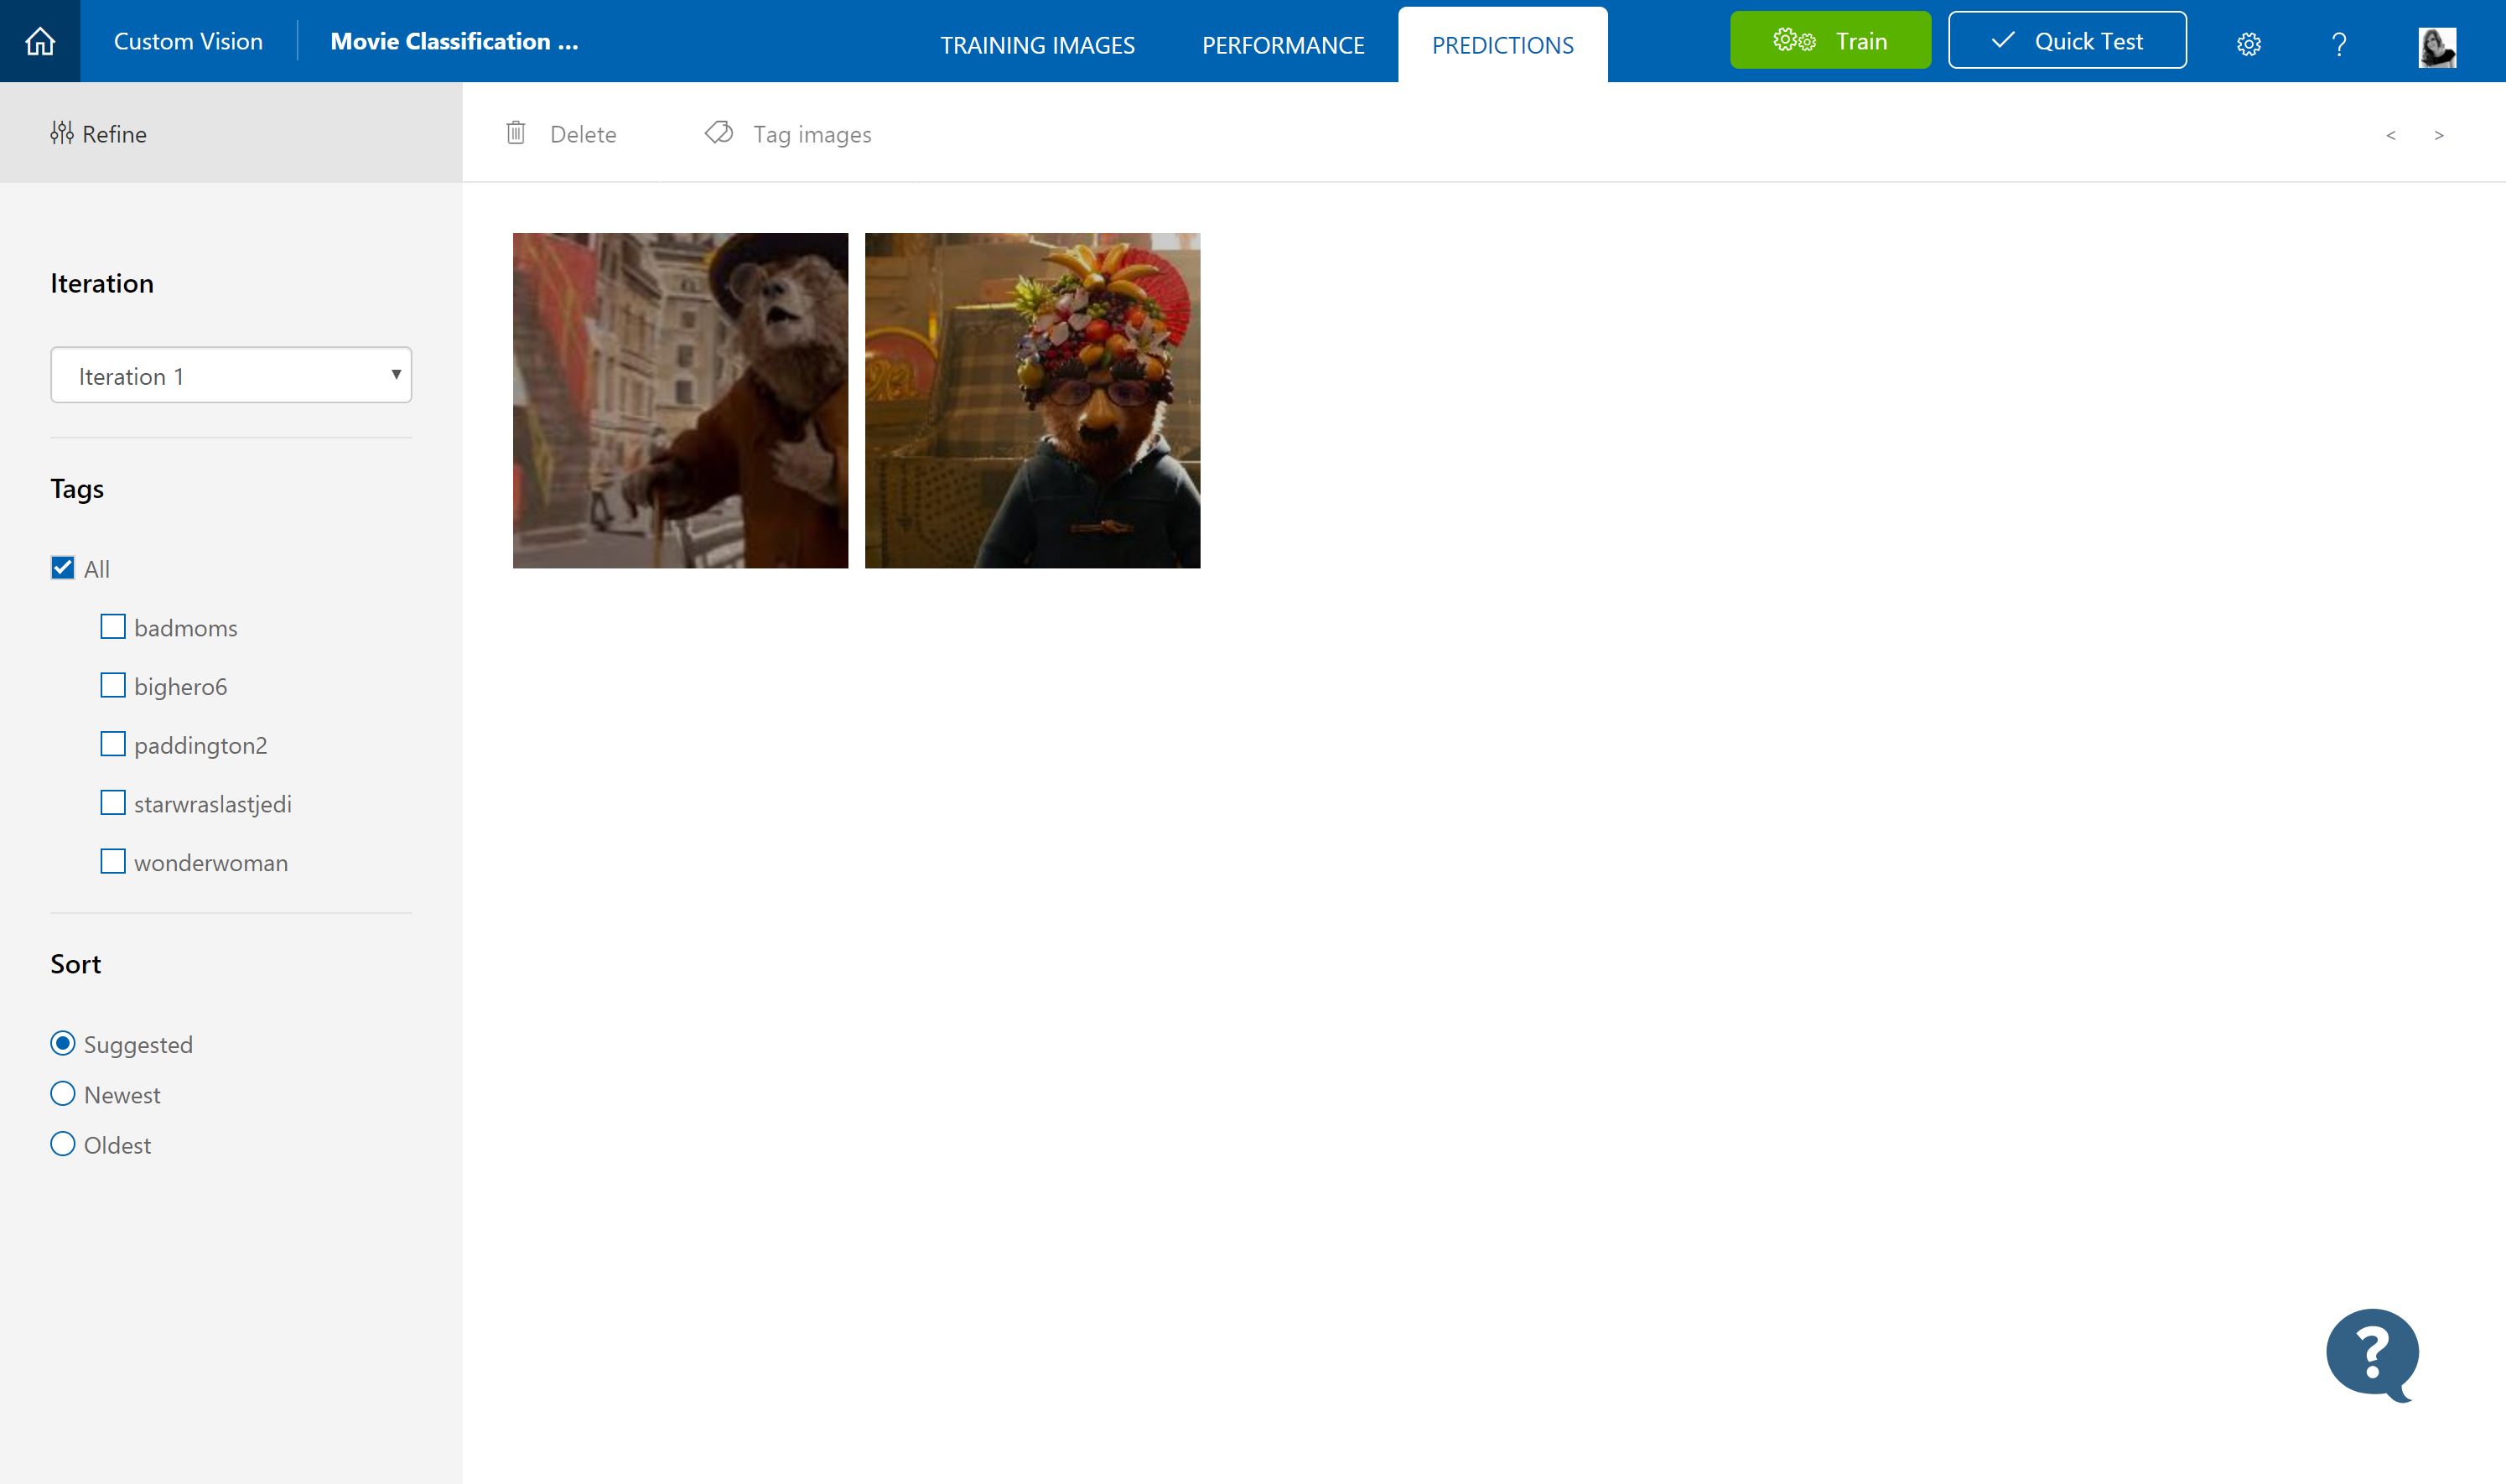 Custom Vision
Movie Classification ...
TRAINING IMAGES
PERFORMANCE
PREDICTIONS
Train
Quick Test
?
Refine
Delete
Tag images
<
>
Iteration
Iteration 1
Tags
All
badmoms
bighero6
paddington2
starwraslastjedi
wonderwoman
Sort
Suggested
Newest
Oldest
?